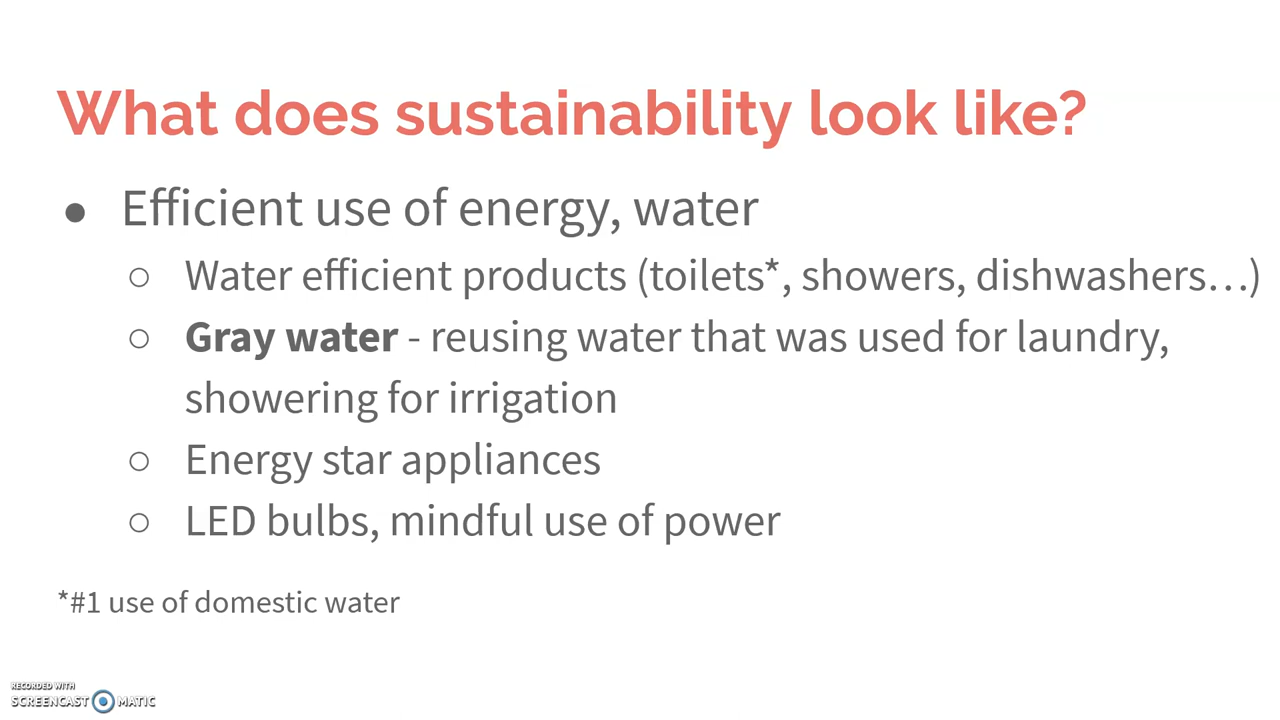 What does sustainability look like?
● Efficient use of energy, water
○ Water efficient products (toilets*, showers, dishwashers…)
○ Gray water - reusing water that was used for laundry,
showering for irrigation
○ Energy star appliances
○ LED bulbs, mindful use of power
*#1 use of domestic water
RECORDED WITH
SCREENCAST MATIC